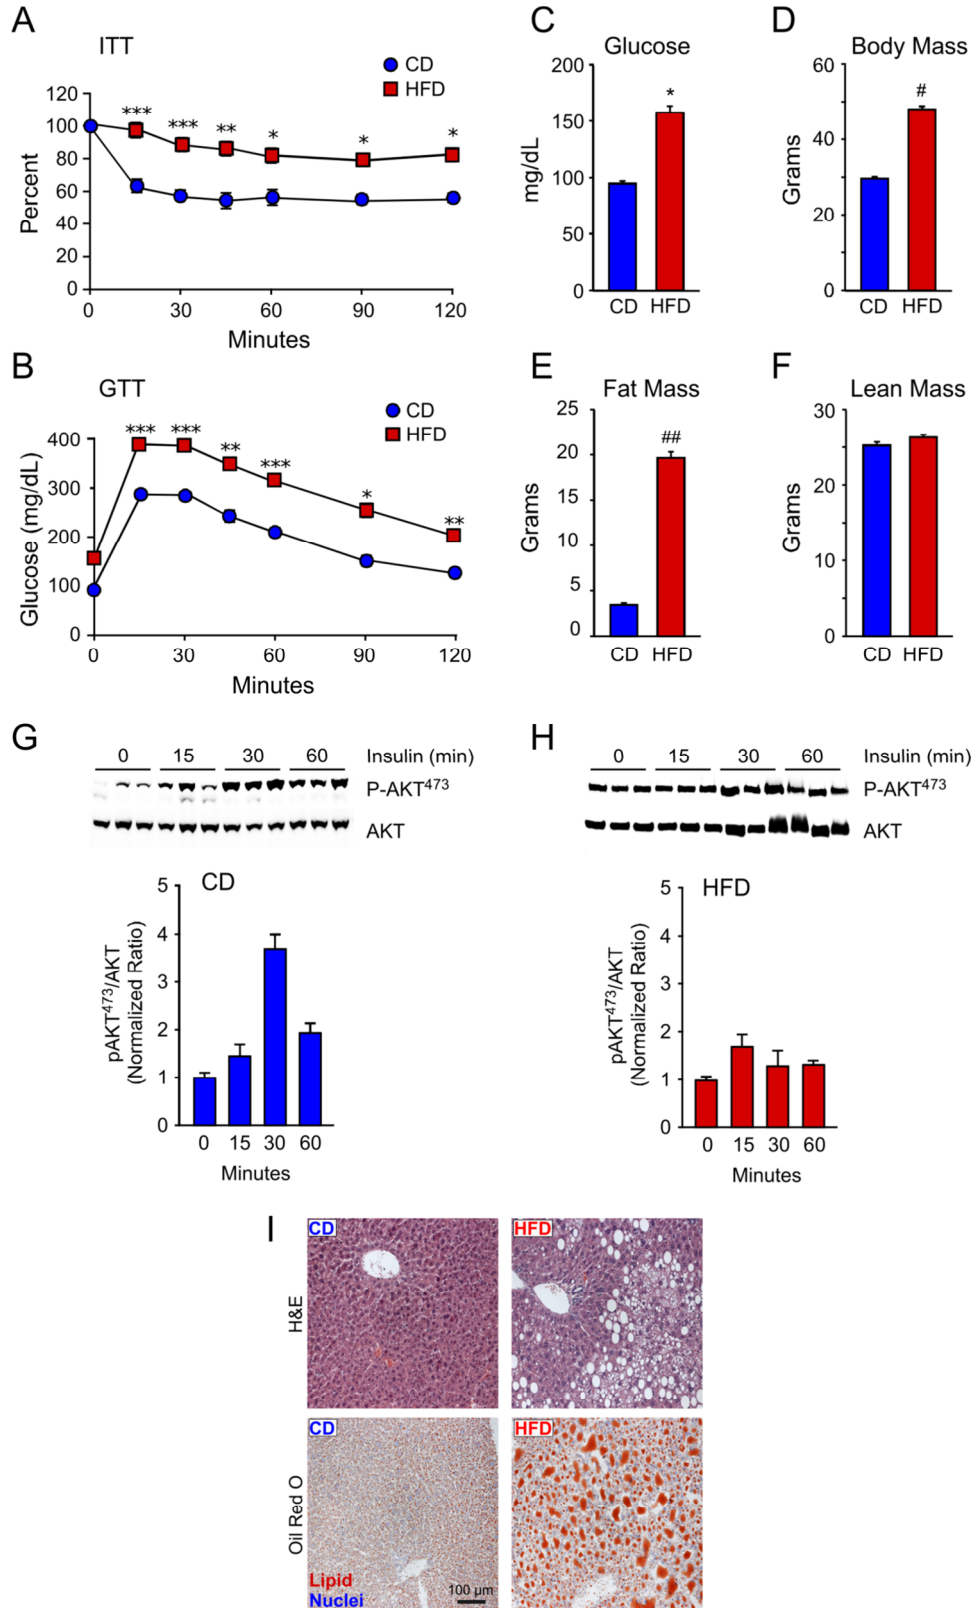 A
ITT
CD
HFD
120
100
80
60
40
20
0
Percent
*** *** ** * * *
0 30 60 90 120
Minutes
B
GTT
CD
HFD
400
300
200
100
0
Glucose (mg/dL)
*** *** ** *** * **
0 30 60 90 120
Minutes
C
Glucose
200
150
100
50
0
mg/dL
*
CD HFD
D
Body Mass
60
40
20
0
Grams
#
CD HFD
E
Fat Mass
25
20
15
10
5
0
Grams
##
CD HFD
F
Lean Mass
30
20
10
0
Grams
CD HFD
G
0 15 30 60 Insulin (min)
P-AKT⁴⁷³
AKT
CD
5
4
3
2
1
0
pAKT⁴⁷³/AKT
(Normalized Ratio)
0 15 30 60
Minutes
H
0 15 30 60 Insulin (min)
P-AKT⁴⁷³
AKT
HFD
5
4
3
2
1
0
pAKT⁴⁷³/AKT
(Normalized Ratio)
0 15 30 60
Minutes
I
H&E
CD
HFD
Oil Red O
CD
HFD
Lipid
Nuclei
100 µm